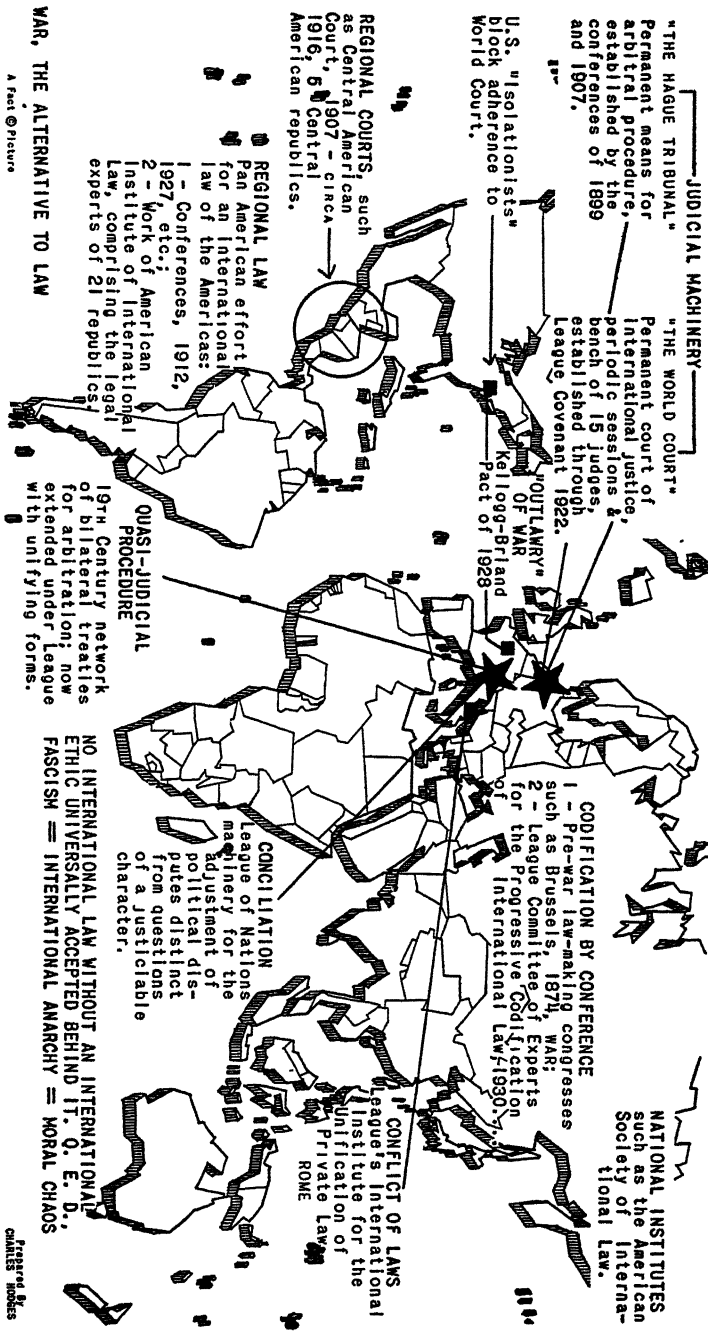 JUDICIAL MACHINERY
"THE HAGUE TRIBUNAL"
Permanent means for
arbitral procedure,
established by the
conferences of 1899
and 1907.
"THE WORLD COURT"
Permanent court of
international justice,
periodic sessions &
bench of 15 judges,
established through
League Covenant 1922.
U.S. "Isolationists"
block adherence to
World Court.
"OUTLAWRY"
OF WAR
Kellogg-Briand
Pact of 1928
REGIONAL COURTS, such
as Central American
Court, 1907 - CIRCA
1916, 5 Central
American republics.
REGIONAL LAW
Pan American effort
for an international
law of the Americas:
1 - Conferences, 1912,
1927, etc.;
2 - Work of American
Institute of International
Law, comprising the legal
experts of 21 republics.
QUASI-JUDICIAL
PROCEDURE
19TH Century network
of bilateral treaties
for arbitration; now
extended under League
with unifying forms.
CODIFICATION BY CONFERENCE
1 - Pre-war law-making congresses
such as Brussels, 1874, WAR;
2 - League Committee of Experts
for the Progressive Codification
of International Law, 1930...
NATIONAL INSTITUTES
such as the American
Society of Interna-
tional Law.
CONCILIATION
League of Nations
machinery for the
adjustment of
political dis-
putes distinct
from questions
of a justiciable
character.
CONFLICT OF LAWS
League's International
Institute for the
Unification of
Private Law
ROME
WAR, THE ALTERNATIVE TO LAW
A Fact © Picture
NO INTERNATIONAL LAW WITHOUT AN INTERNATIONAL
ETHIC UNIVERSALLY ACCEPTED BEHIND IT. Q. E. D.,
FASCISM == INTERNATIONAL ANARCHY == MORAL CHAOS
Prepared By
CHARLES HODGES